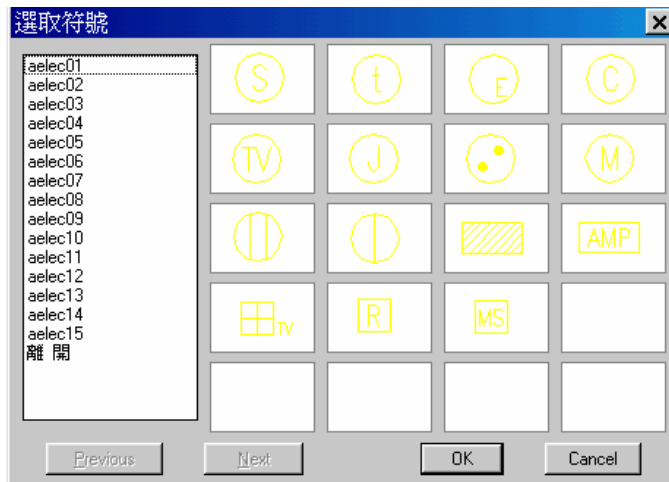 選取符號
aelec01
aelec02
aelec03
aelec04
aelec05
aelec06
aelec07
aelec08
aelec09
aelec10
aelec11
aelec12
aelec13
aelec14
aelec15
離 開
S t E C
TV J M
AMP
TV R MS
Previous Next OK Cancel